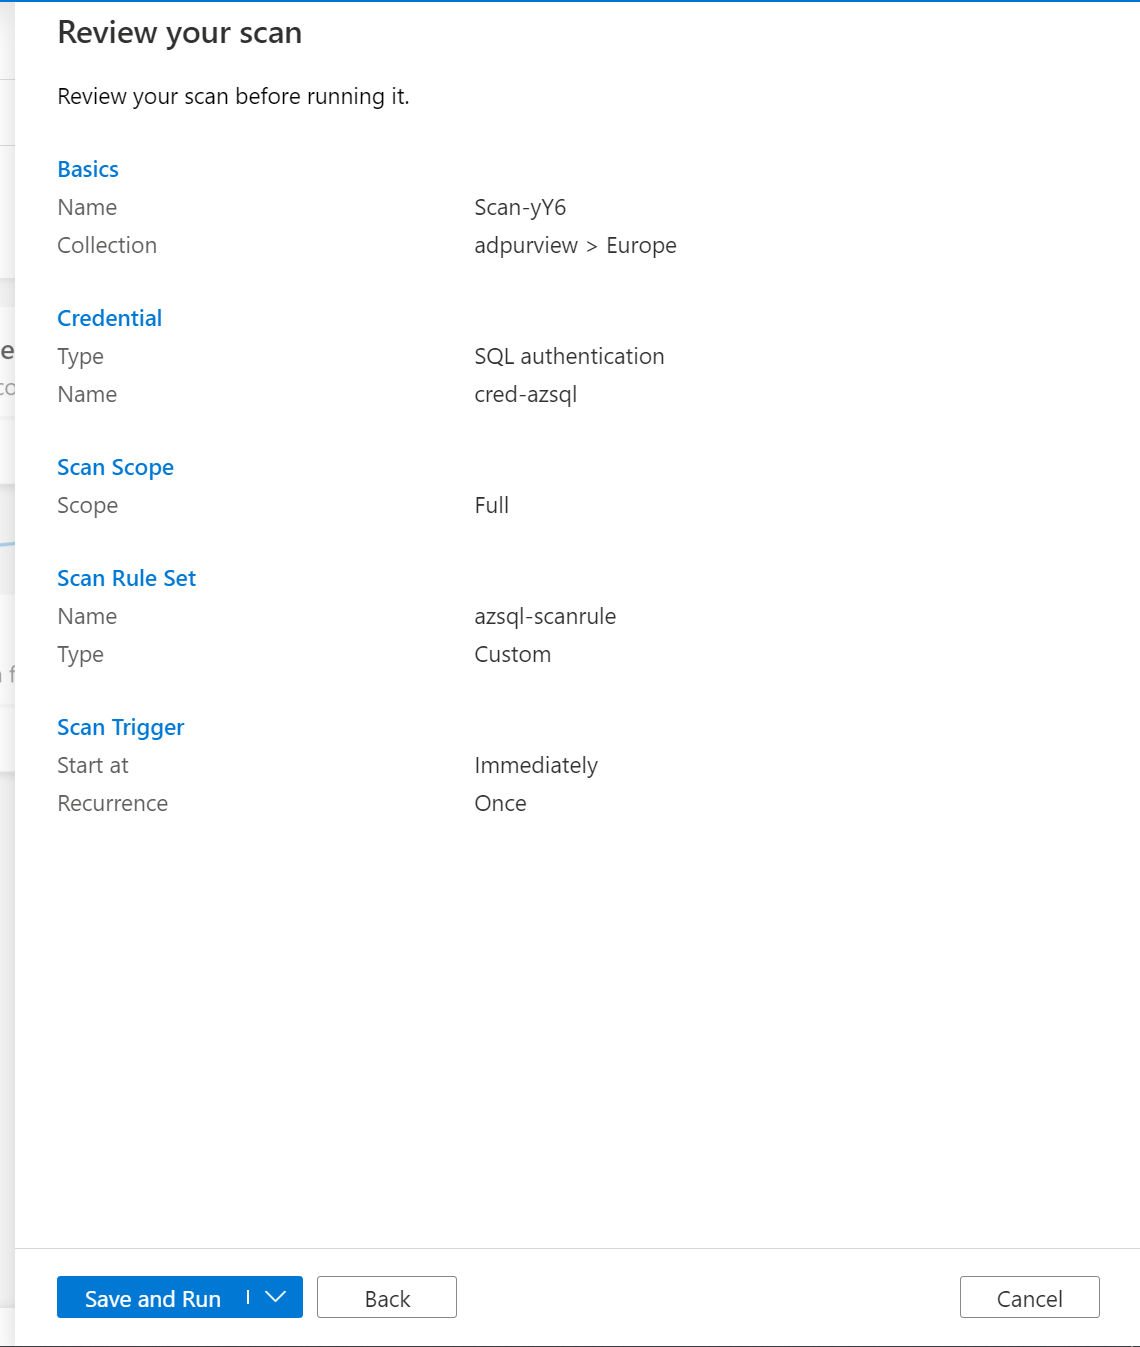 Review your scan
Review your scan before running it.
Basics
Name Scan-yY6
Collection adpurview > Europe
Credential
Type SQL authentication
Name cred-azsql
Scan Scope
Scope Full
Scan Rule Set
Name azsql-scanrule
Type Custom
Scan Trigger
Start at Immediately
Recurrence Once
Save and Run Back Cancel